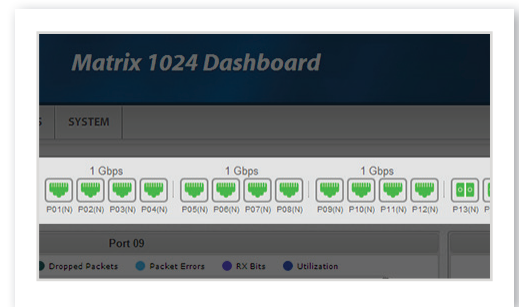 Matrix 1024 Dashboard
SYSTEM
1 Gbps 1 Gbps 1 Gbps
P01(N) P02(N) P03(N) P04(N) P05(N) P06(N) P07(N) P08(N) P09(N) P10(N) P11(N) P12(N) P13(N) P
Port 09
Dropped Packets Packet Errors RX Bits Utilization